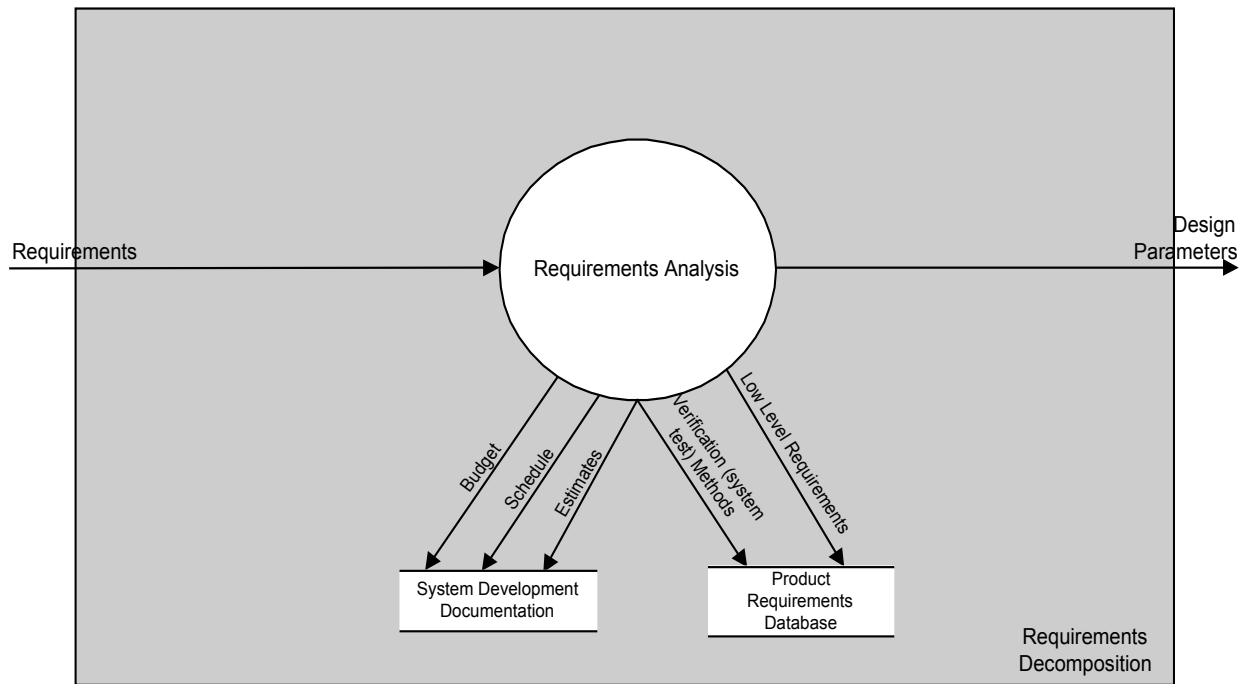 Requirements
Design
Parameters
Requirements Analysis
Budget
Schedule
Estimates
Verification (system
test) Methods
Low Level Requirements
System Development
Documentation
Product
Requirements
Database
Requirements
Decomposition